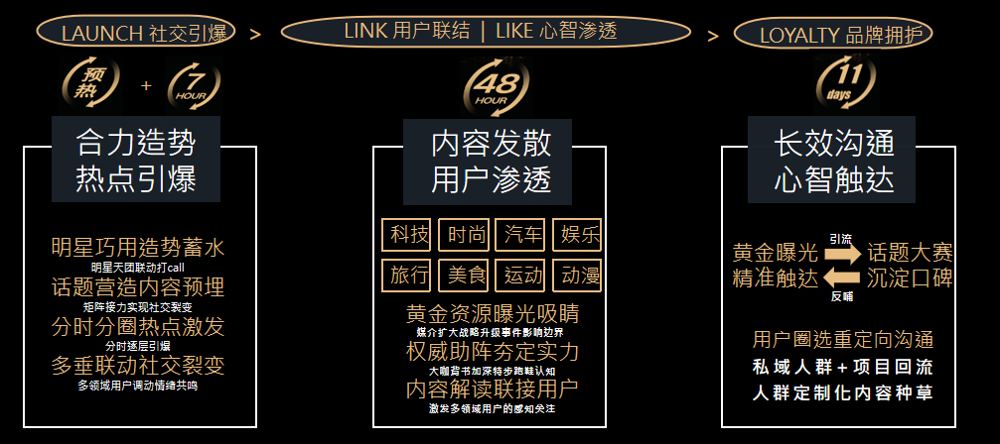 LAUNCH 社交引爆 >
LINK 用户联结 | LIKE 心智渗透 >
LOYALTY 品牌拥护
预热 + 7 HOUR
合力造势
热点引爆
明星巧用造势蓄水
明星天团联动打call
话题营造内容预埋
矩阵接力实现社交裂变
分时分圈热点激发
分时逐层引爆
多垂联动社交裂变
多领域用户调动情绪共鸣
48 HOUR
内容发散
用户渗透
科技 时尚 汽车 娱乐
旅行 美食 运动 动漫
黄金资源曝光吸睛
媒介扩大战略升级事件影响边界
权威助阵夯定实力
大咖背书加深特步跑鞋认知
内容解读联接用户
激发多领域用户的感知关注
11 days
长效沟通
心智触达
黄金曝光 引流 话题大赛
精准触达 反哺 沉淀口碑
用户圈选重定向沟通
私域人群+项目回流
人群定制化内容种草